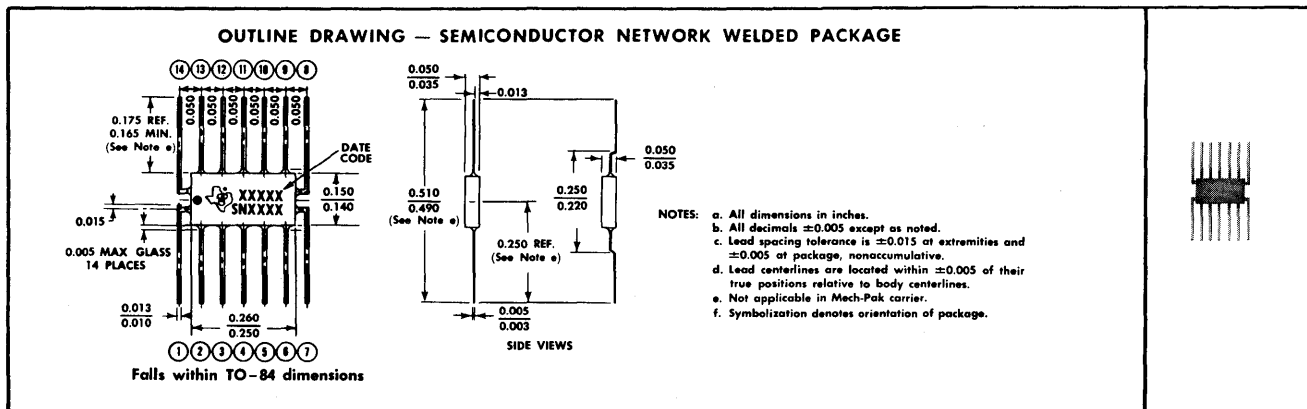 OUTLINE DRAWING — SEMICONDUCTOR NETWORK WELDED PACKAGE
14 13 12 11 10 9 8
0.050 0.050 0.050 0.050 0.050 0.050
0.175 REF.
0.165 MIN.
(See Note e)
DATE
CODE
XXXXX
SNXXXX
0.150
0.140
0.015
0.005 MAX GLASS
14 PLACES
0.013
0.010
0.260
0.250
1 2 3 4 5 6 7
Falls within TO-84 dimensions
0.050
0.035
0.013
0.510
0.490
(See Note e)
0.250 REF.
(See Note e)
0.005
0.003
0.250
0.220
0.050
0.035
SIDE VIEWS
NOTES: a. All dimensions in inches.
b. All decimals ±0.005 except as noted.
c. Lead spacing tolerance is ±0.015 at extremities and
±0.005 at package, nonaccumulative.
d. Lead centerlines are located within ±0.005 of their
true positions relative to body centerlines.
e. Not applicable in Mech-Pak carrier.
f. Symbolization denotes orientation of package.